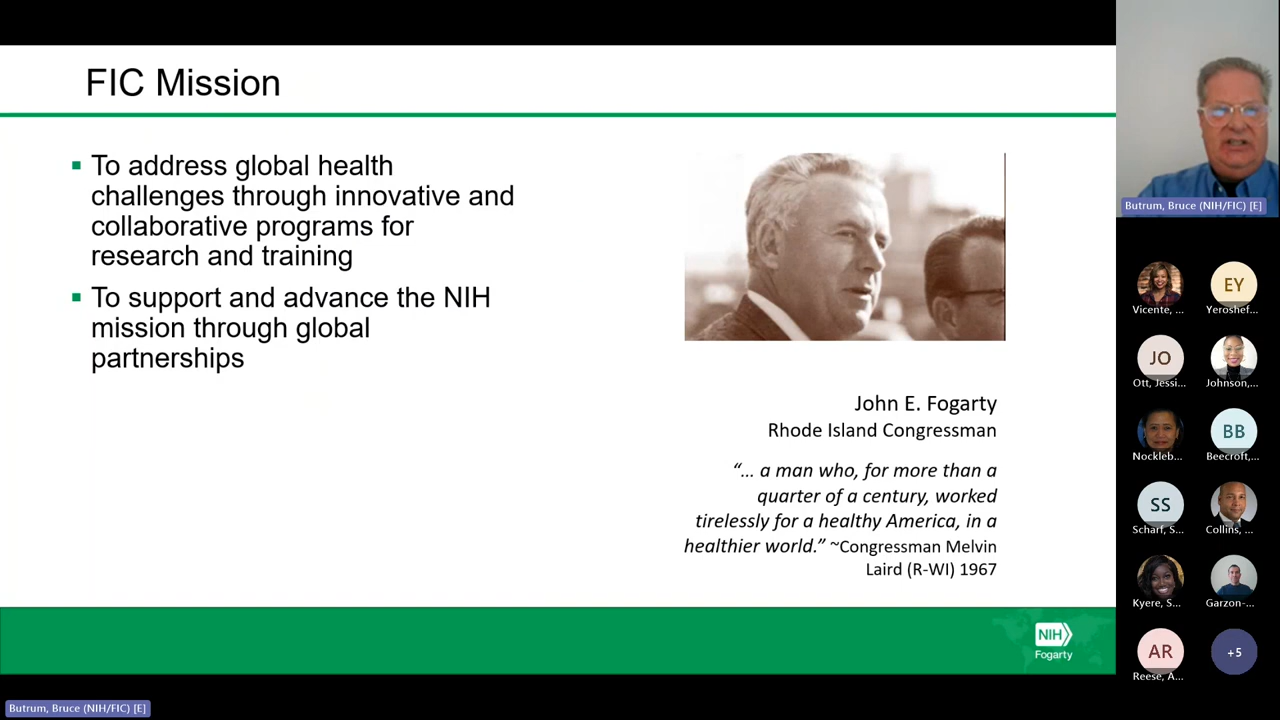 FIC Mission
▪ To address global health
challenges through innovative and
collaborative programs for
research and training
▪ To support and advance the NIH
mission through global
partnerships
John E. Fogarty
Rhode Island Congressman
“... a man who, for more than a
quarter of a century, worked
tirelessly for a healthy America, in a
healthier world.” ~Congressman Melvin
Laird (R-WI) 1967
NIH
Fogarty
Butrum, Bruce (NIH/FIC) [E]
Vicente, ...
EY
Yeroshef...
JO
Ott, Jessi...
Johnson,...
Nockleb...
BB
Beecroft,...
SS
Scharf, S...
Collins, ...
Kyere, S...
Garzon-...
AR
Reese, A...
+5
Butrum, Bruce (NIH/FIC) [E]